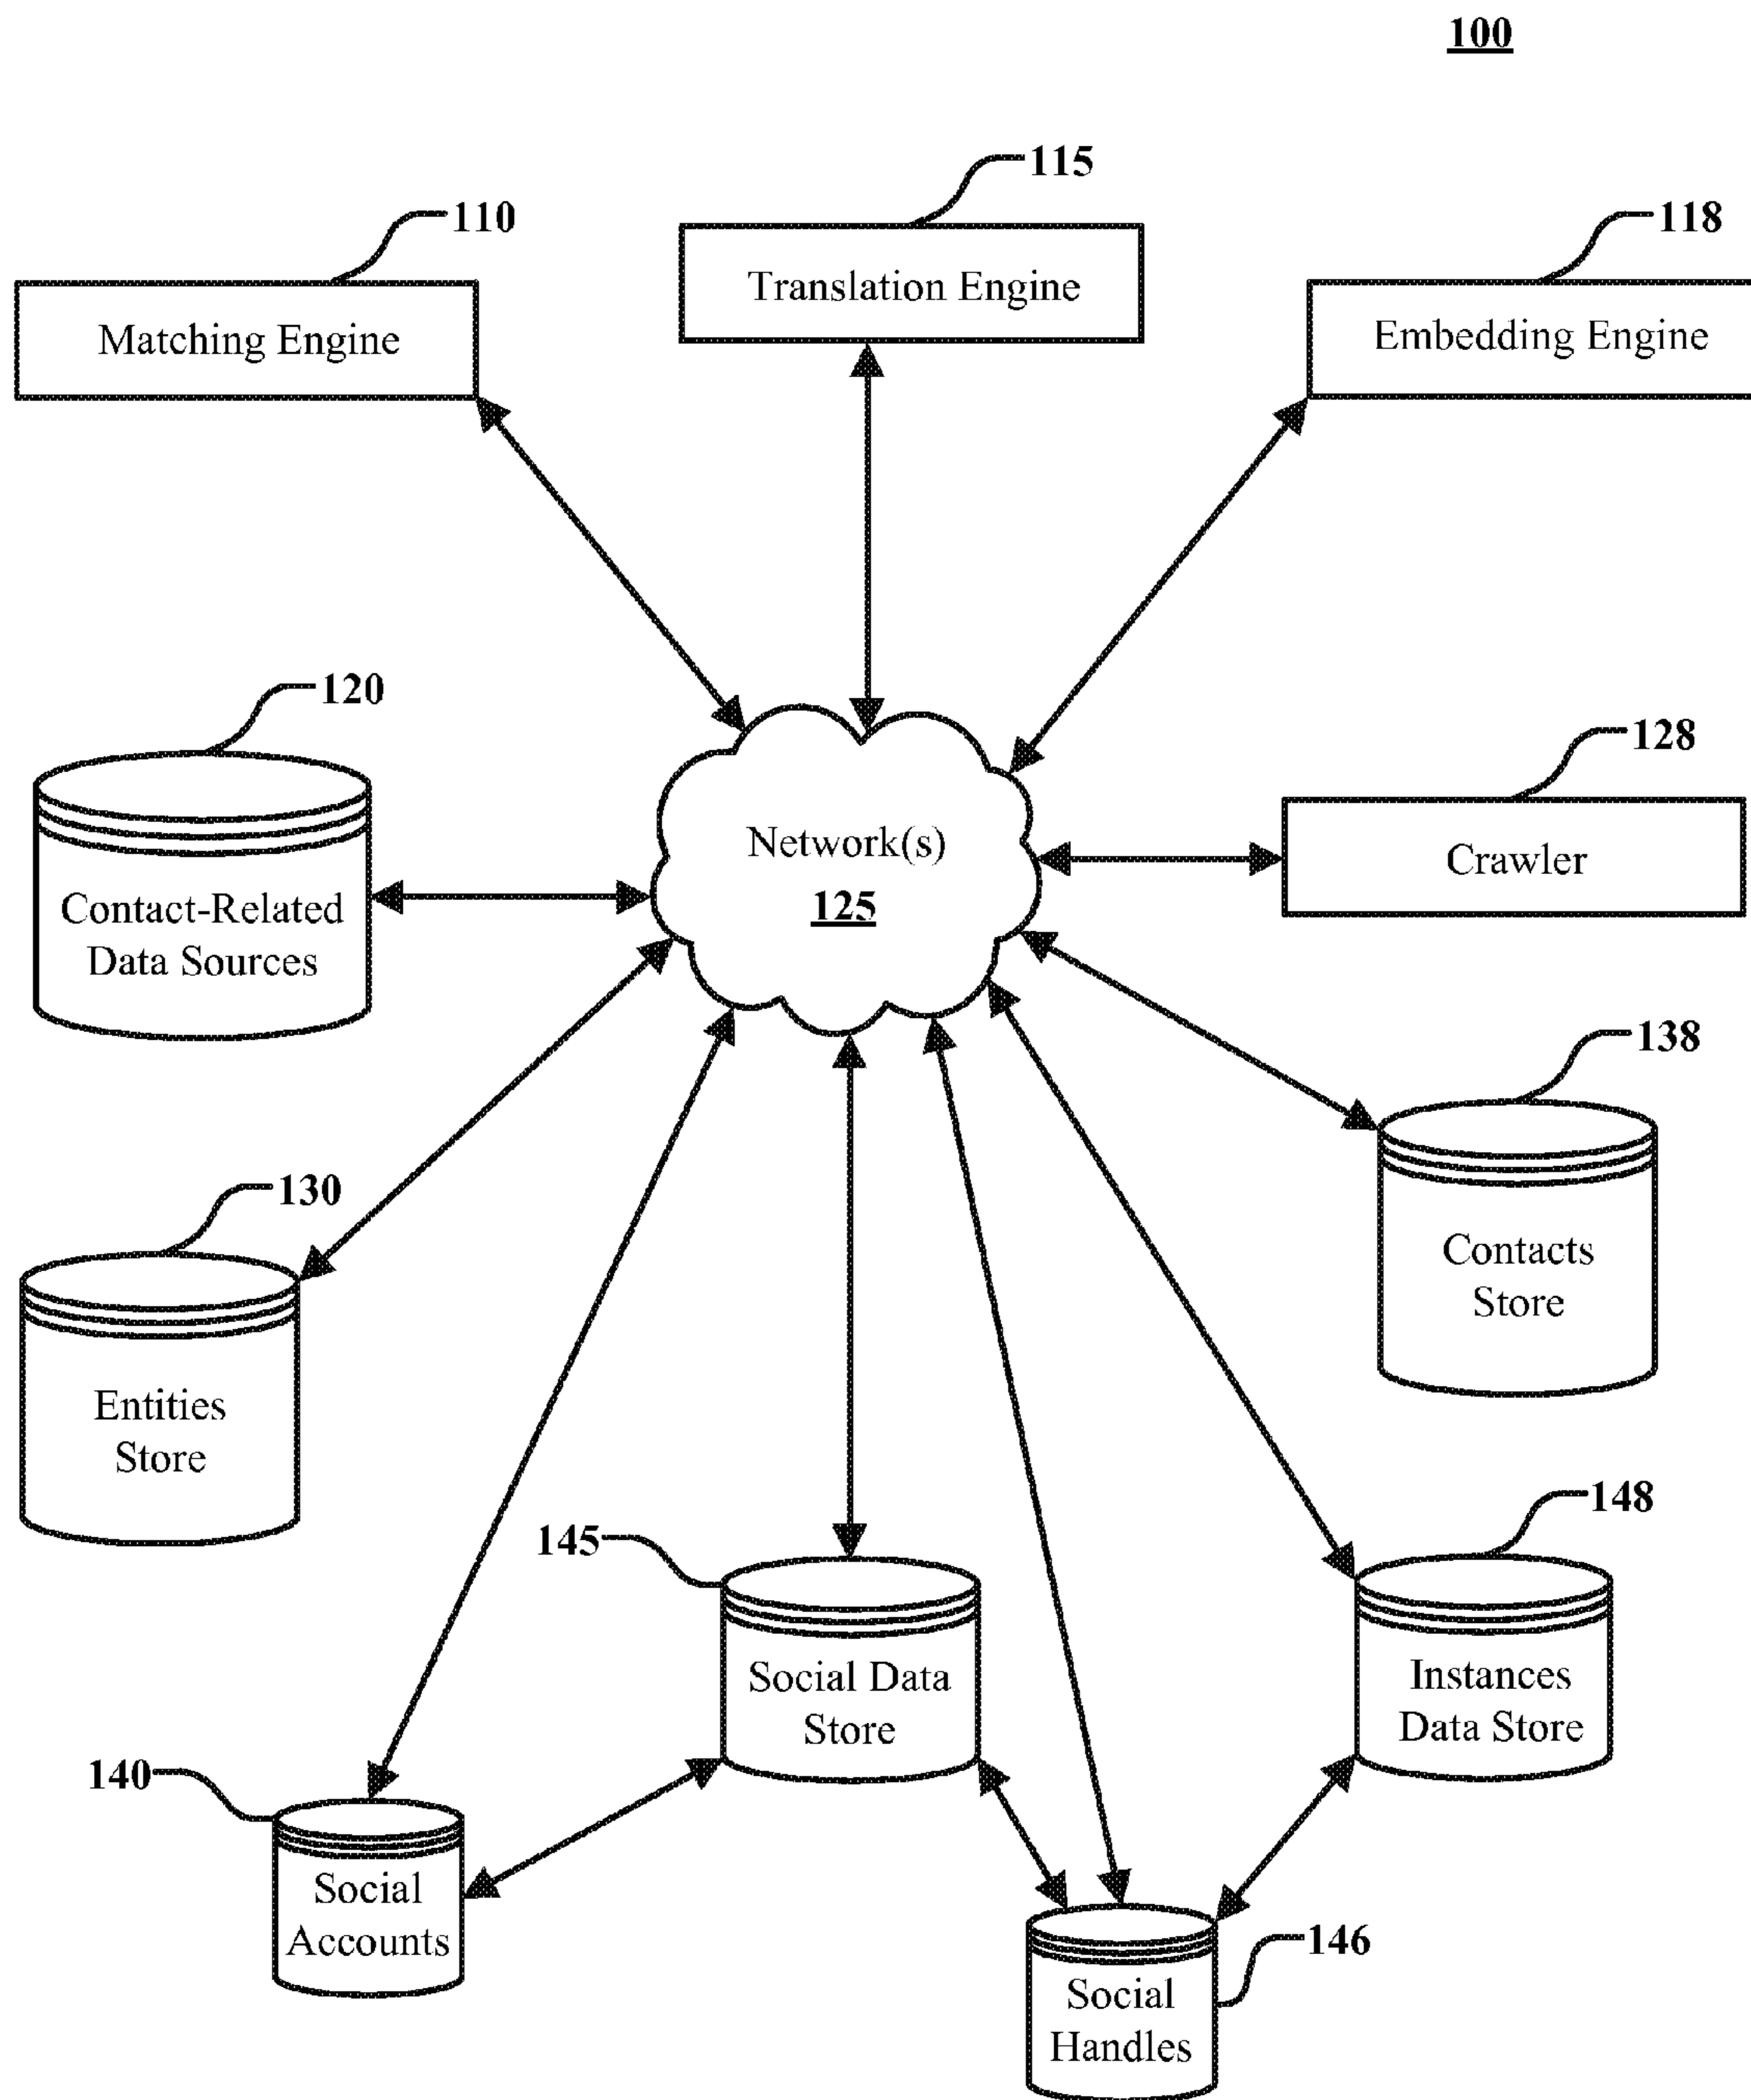 100
115
110
118
Translation Engine
Matching Engine
Embedding Engine
120
128
Network(s)
125
Crawler
Contact-Related
Data Sources
138
130
Contacts
Store
Entities
Store
148
145
Social Data
Store
Instances
Data Store
140
Social
Accounts
146
Social
Handles